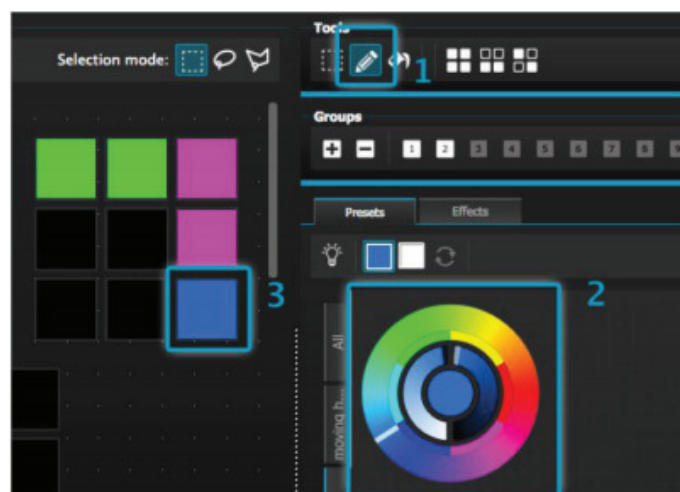 Tools
Selection mode:
1
Groups
1 2 3 4 5 6 7 8 9
Presets Effects
2
3
All
moving h...